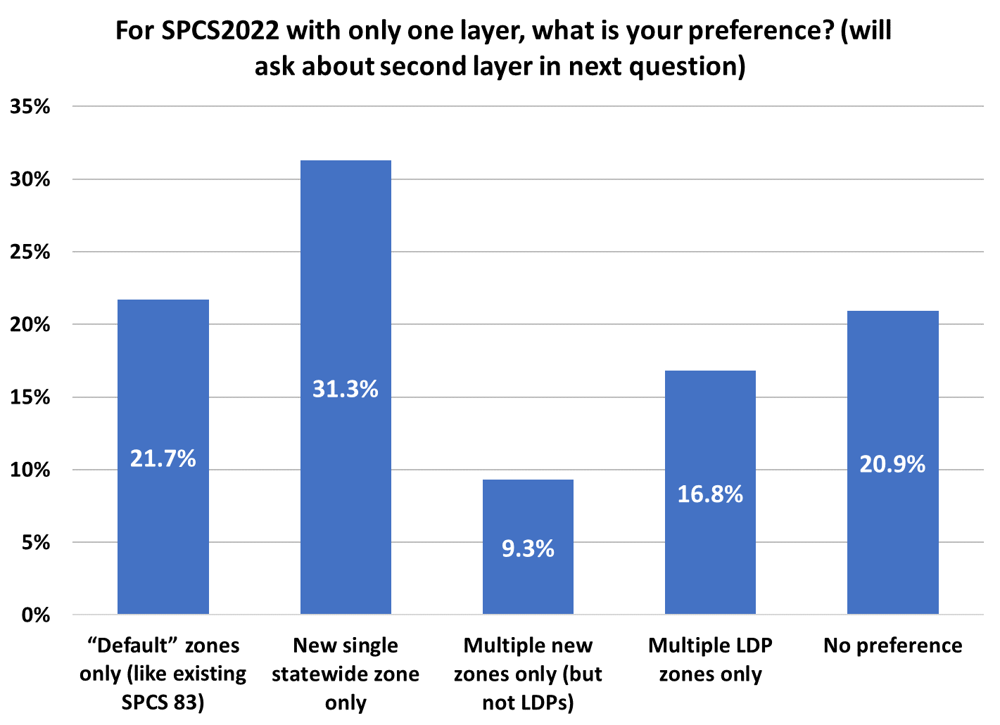 For SPCS2022 with only one layer, what is your preference? (will
ask about second layer in next question)
35%
30%
25%
20%
15%
10%
5%
0%
21.7%
31.3%
9.3%
16.8%
20.9%
“Default” zones
only (like existing
SPCS 83)
New single
statewide zone
only
Multiple new
zones only (but
not LDPs)
Multiple LDP
zones only
No preference